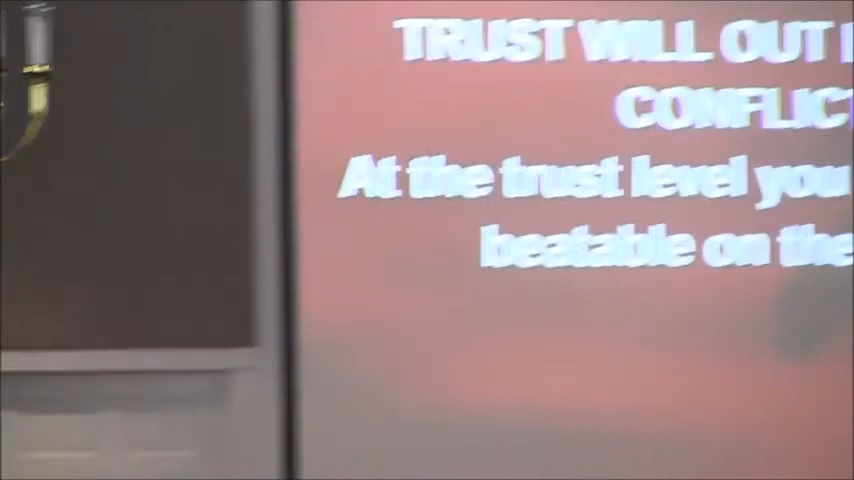 TRUST WILL OUT
CONFLICT
At the trust level you
beatable on the